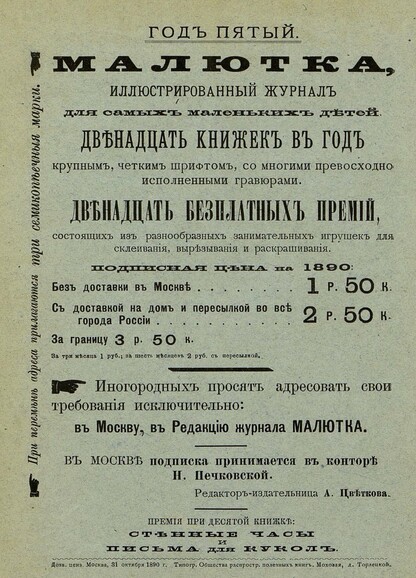 ГОДЪ ПЯТЫЙ.
МАЛЮТКА,
ИЛЛЮСТРИРОВАННЫЙ ЖУРНАЛЪ
для самыхъ маленькихъ дѣтей.
ДВѢНАДЦАТЬ КНИЖЕКЪ ВЪ ГОДЪ
крупнымъ, четкимъ шрифтомъ, со многими превосходно
исполненными гравюрами.
ДВѢНАДЦАТЬ БЕЗПЛАТНЫХЪ ПРЕМІЙ,
состоящихъ изъ разнообразныхъ занимательныхъ игрушекъ для
склеиванія, вырѣзыванія и раскрашиванія.
ПОДПИСНАЯ ЦѢНА на 1890:
Безъ доставки въ Москвѣ . . . . . . . . 1 Р. 50 К.
Съ доставкой на домъ и пересылкой во всѣ
города Россіи . . . . . . . . . . 2 Р. 50 К.
За границу 3 р. 50 к.
За три мѣсяца 1 руб.; за шесть мѣсяцевъ 2 руб. съ пересылкой.
Иногородныхъ просятъ адресовать свои
требованія исключительно:
въ Москву, въ Редакцію журнала МАЛЮТКА.
ВЪ МОСКВѢ подписка принимается въ конторѣ
Н. Печковской.
Редакторъ-издательница А. Цвѣткова.
ПРЕМІЯ ПРИ ДЕСЯТОЙ КНИЖКѢ:
СТѢННЫЕ ЧАСЫ
И
ПИСЬМА для КУКОЛЪ.
Дозв. ценз. Москва, 31 октября 1890 г. Типогр. Общества распростр. полезныхъ книгъ, Моховая, д. Торлецкой.
При перемѣнѣ адреса прилагаются три семикопѣечныя марки.